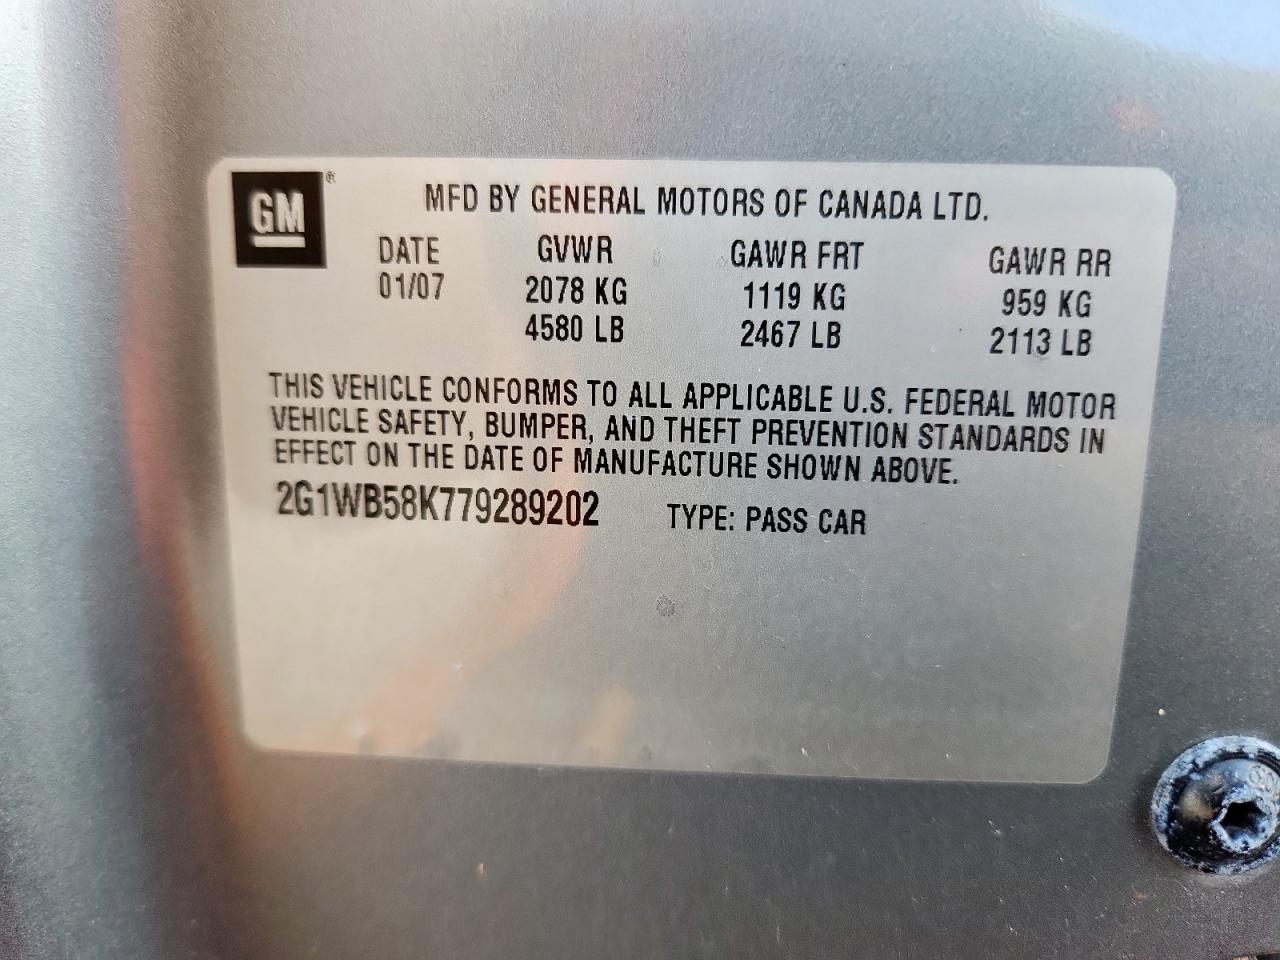 GM ®
MFD BY GENERAL MOTORS OF CANADA LTD.
DATE GVWR GAWR FRT GAWR RR
01/07 2078 KG 1119 KG 959 KG
4580 LB 2467 LB 2113 LB
THIS VEHICLE CONFORMS TO ALL APPLICABLE U.S. FEDERAL MOTOR
VEHICLE SAFETY, BUMPER, AND THEFT PREVENTION STANDARDS IN
EFFECT ON THE DATE OF MANUFACTURE SHOWN ABOVE.
2G1WB58K779289202 TYPE: PASS CAR